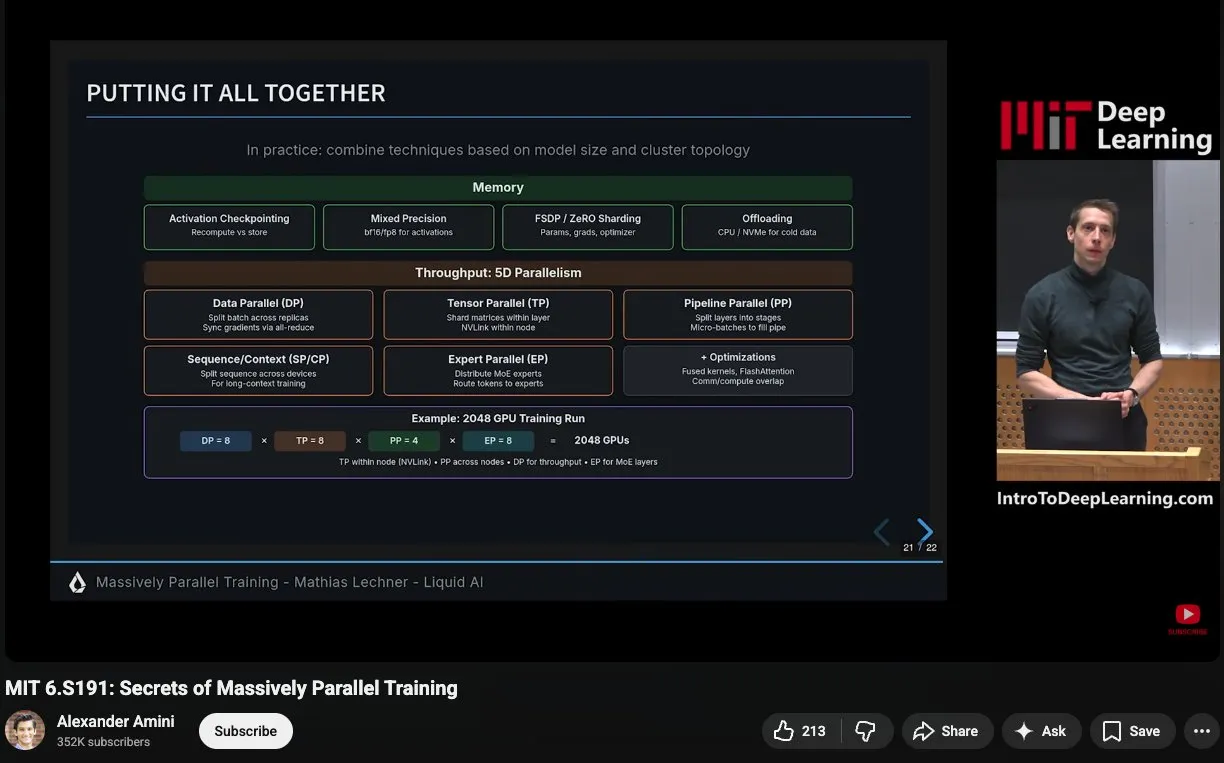 PUTTING IT ALL TOGETHER
In practice: combine techniques based on model size and cluster topology
Memory
Activation Checkpointing
Recompute vs store
Mixed Precision
bf16/fp8 for activations
FSDP / ZeRO Sharding
Params, grads, optimizer
Offloading
CPU / NVMe for cold data
Throughput: 5D Parallelism
Data Parallel (DP)
Split batch across replicas
Sync gradients via all-reduce
Tensor Parallel (TP)
Shard matrices within layer
NVLink within node
Pipeline Parallel (PP)
Split layers into stages
Micro-batches to fill pipe
Sequence/Context (SP/CP)
Split sequence across devices
For long-context training
Expert Parallel (EP)
Distribute MoE experts
Route tokens to experts
+ Optimizations
Fused kernels, FlashAttention
Comm/compute overlap
Example: 2048 GPU Training Run
DP = 8 × TP = 8 × PP = 4 × EP = 8 = 2048 GPUs
TP within node (NVLink) • PP across nodes • DP for throughput • EP for MoE layers
21 / 22
Massively Parallel Training - Mathias Lechner - Liquid AI
MIT Deep
Learning
IntroToDeepLearning.com
SUBSCRIBE
MIT 6.S191: Secrets of Massively Parallel Training
Alexander Amini
352K subscribers
Subscribe
213
Share
Ask
Save